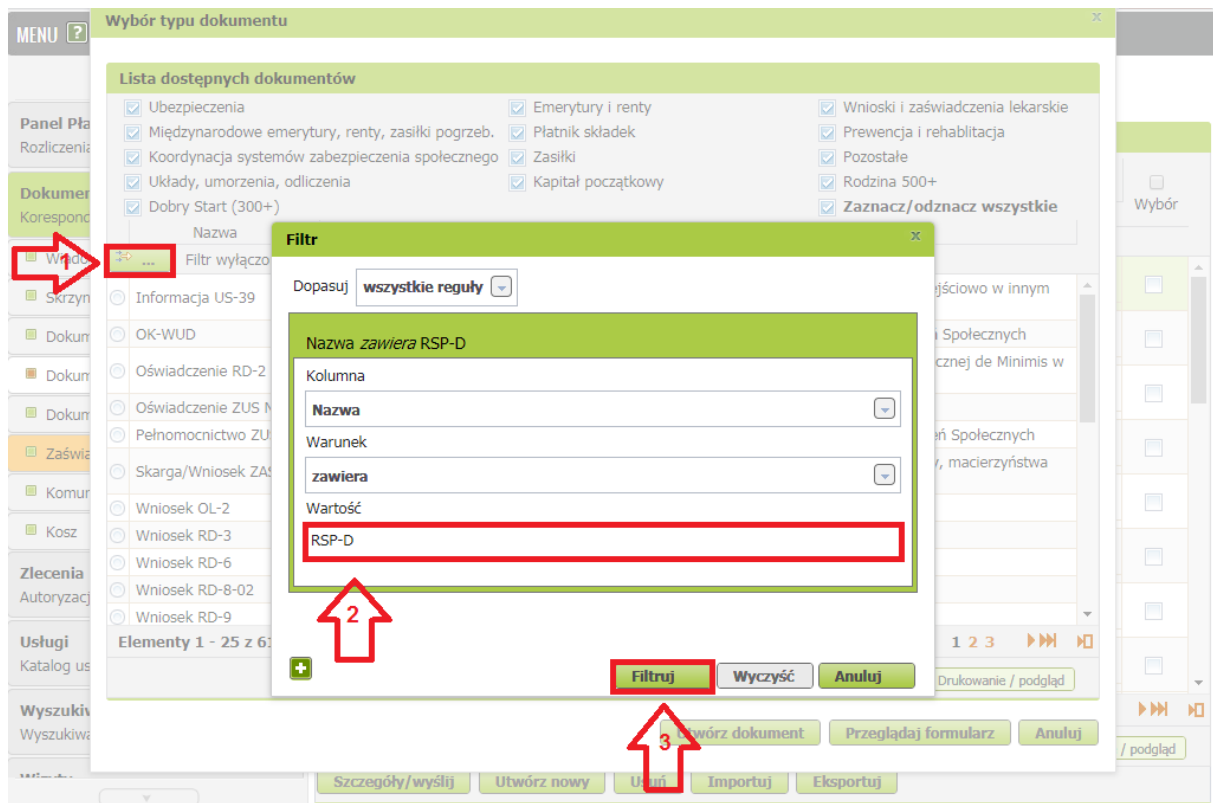 Wybór typu dokumentu x
MENU ?
Lista dostępnych dokumentów
Ubezpieczenia Emerytury i renty Wnioski i zaświadczenia lekarskie
Międzynarodowe emerytury, renty, zasiłki pogrzeb. Płatnik składek Prewencja i rehablitacja
Koordynacja systemów zabezpieczenia społecznego Zasiłki Pozostałe
Układy, umorzenia, odliczenia Kapitał początkowy Rodzina 500+
Dobry Start (300+) Zaznacz/odznacz wszystkie
Panel Pła
Rozliczenia
Dokumen
Korespond
Wybór
Nazwa
1
... Filtr wyłączo
Skrzyn
Dokum
Dokum
Dokum
Zaświa
Komun
Kosz
Zlecenia
Autoryzacj
Usługi
Katalog us
Wyszukiw
Wyszukiwa
Informacja US-39 ejściowo w innym
OK-WUD Społecznych
Oświadczenie RD-2 cznej de Minimis w
Oświadczenie ZUS
Pełnomocnictwo ZU eń Społecznych
Skarga/Wniosek ZAS , macierzyństwa
Wniosek OL-2
Wniosek RD-3
Wniosek RD-6
Wniosek RD-8-02
Wniosek RD-9
Elementy 1 - 25 z 61 1 2 3
Filtr x
Dopasuj wszystkie reguły
Nazwa zawiera RSP-D
Kolumna
Nazwa
Warunek
zawiera
Wartość
RSP-D
2
Filtruj Wyczyść Anuluj
Drukowanie / podgląd
3
Utwórz dokument Przeglądaj formularz Anuluj
/ podgląd
Szczegóły/wyślij Utwórz nowy Usuń Importuj Eksportuj